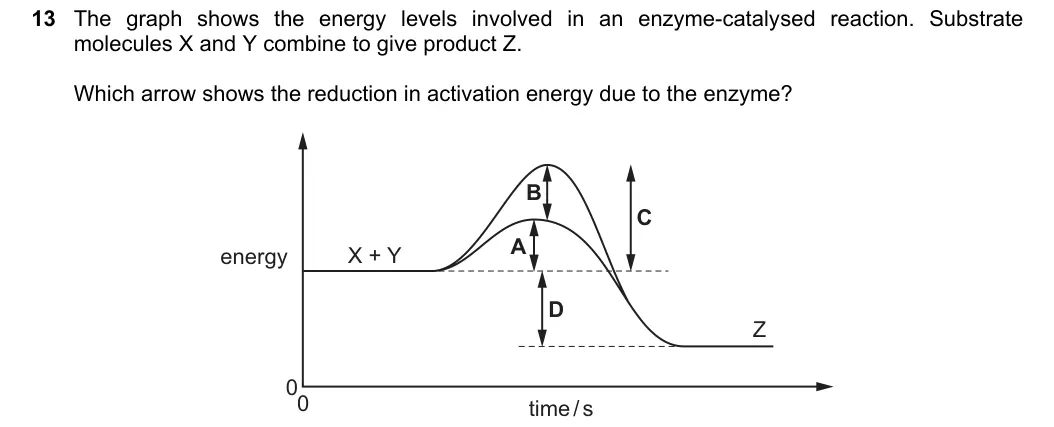 13 The graph shows the energy levels involved in an enzyme-catalysed reaction. Substrate
molecules X and Y combine to give product Z.
Which arrow shows the reduction in activation energy due to the enzyme?
B
C
energy
X + Y
A
D
Z
0
0
time / s